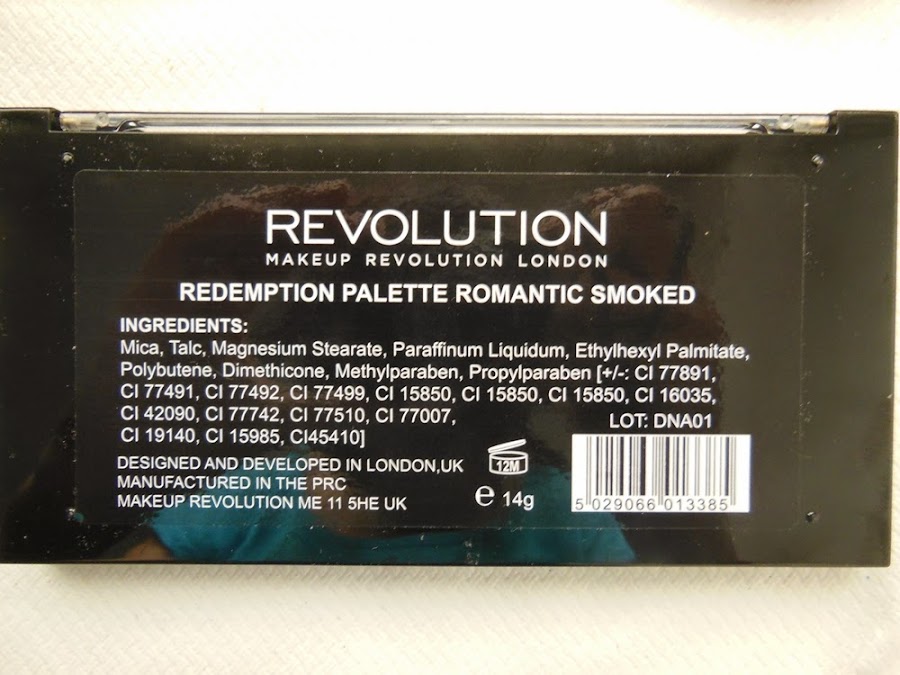 REVOLUTION
MAKEUP REVOLUTION LONDON
REDEMPTION PALETTE ROMANTIC SMOKED
INGREDIENTS:
Mica, Talc, Magnesium Stearate, Paraffinum Liquidum, Ethylhexyl Palmitate,
Polybutene, Dimethicone, Methylparaben, Propylparaben [+/-: CI 77891,
CI 77491, CI 77492, CI 77499, CI 15850, CI 15850, CI 15850, CI 16035,
CI 42090, CI 77742, CI 77510, CI 77007,
CI 19140, CI 15985, CI45410]
LOT: DNA01
DESIGNED AND DEVELOPED IN LONDON,UK
MANUFACTURED IN THE PRC
MAKEUP REVOLUTION ME 11 5HE UK
12M
e 14g
5 029066 013385